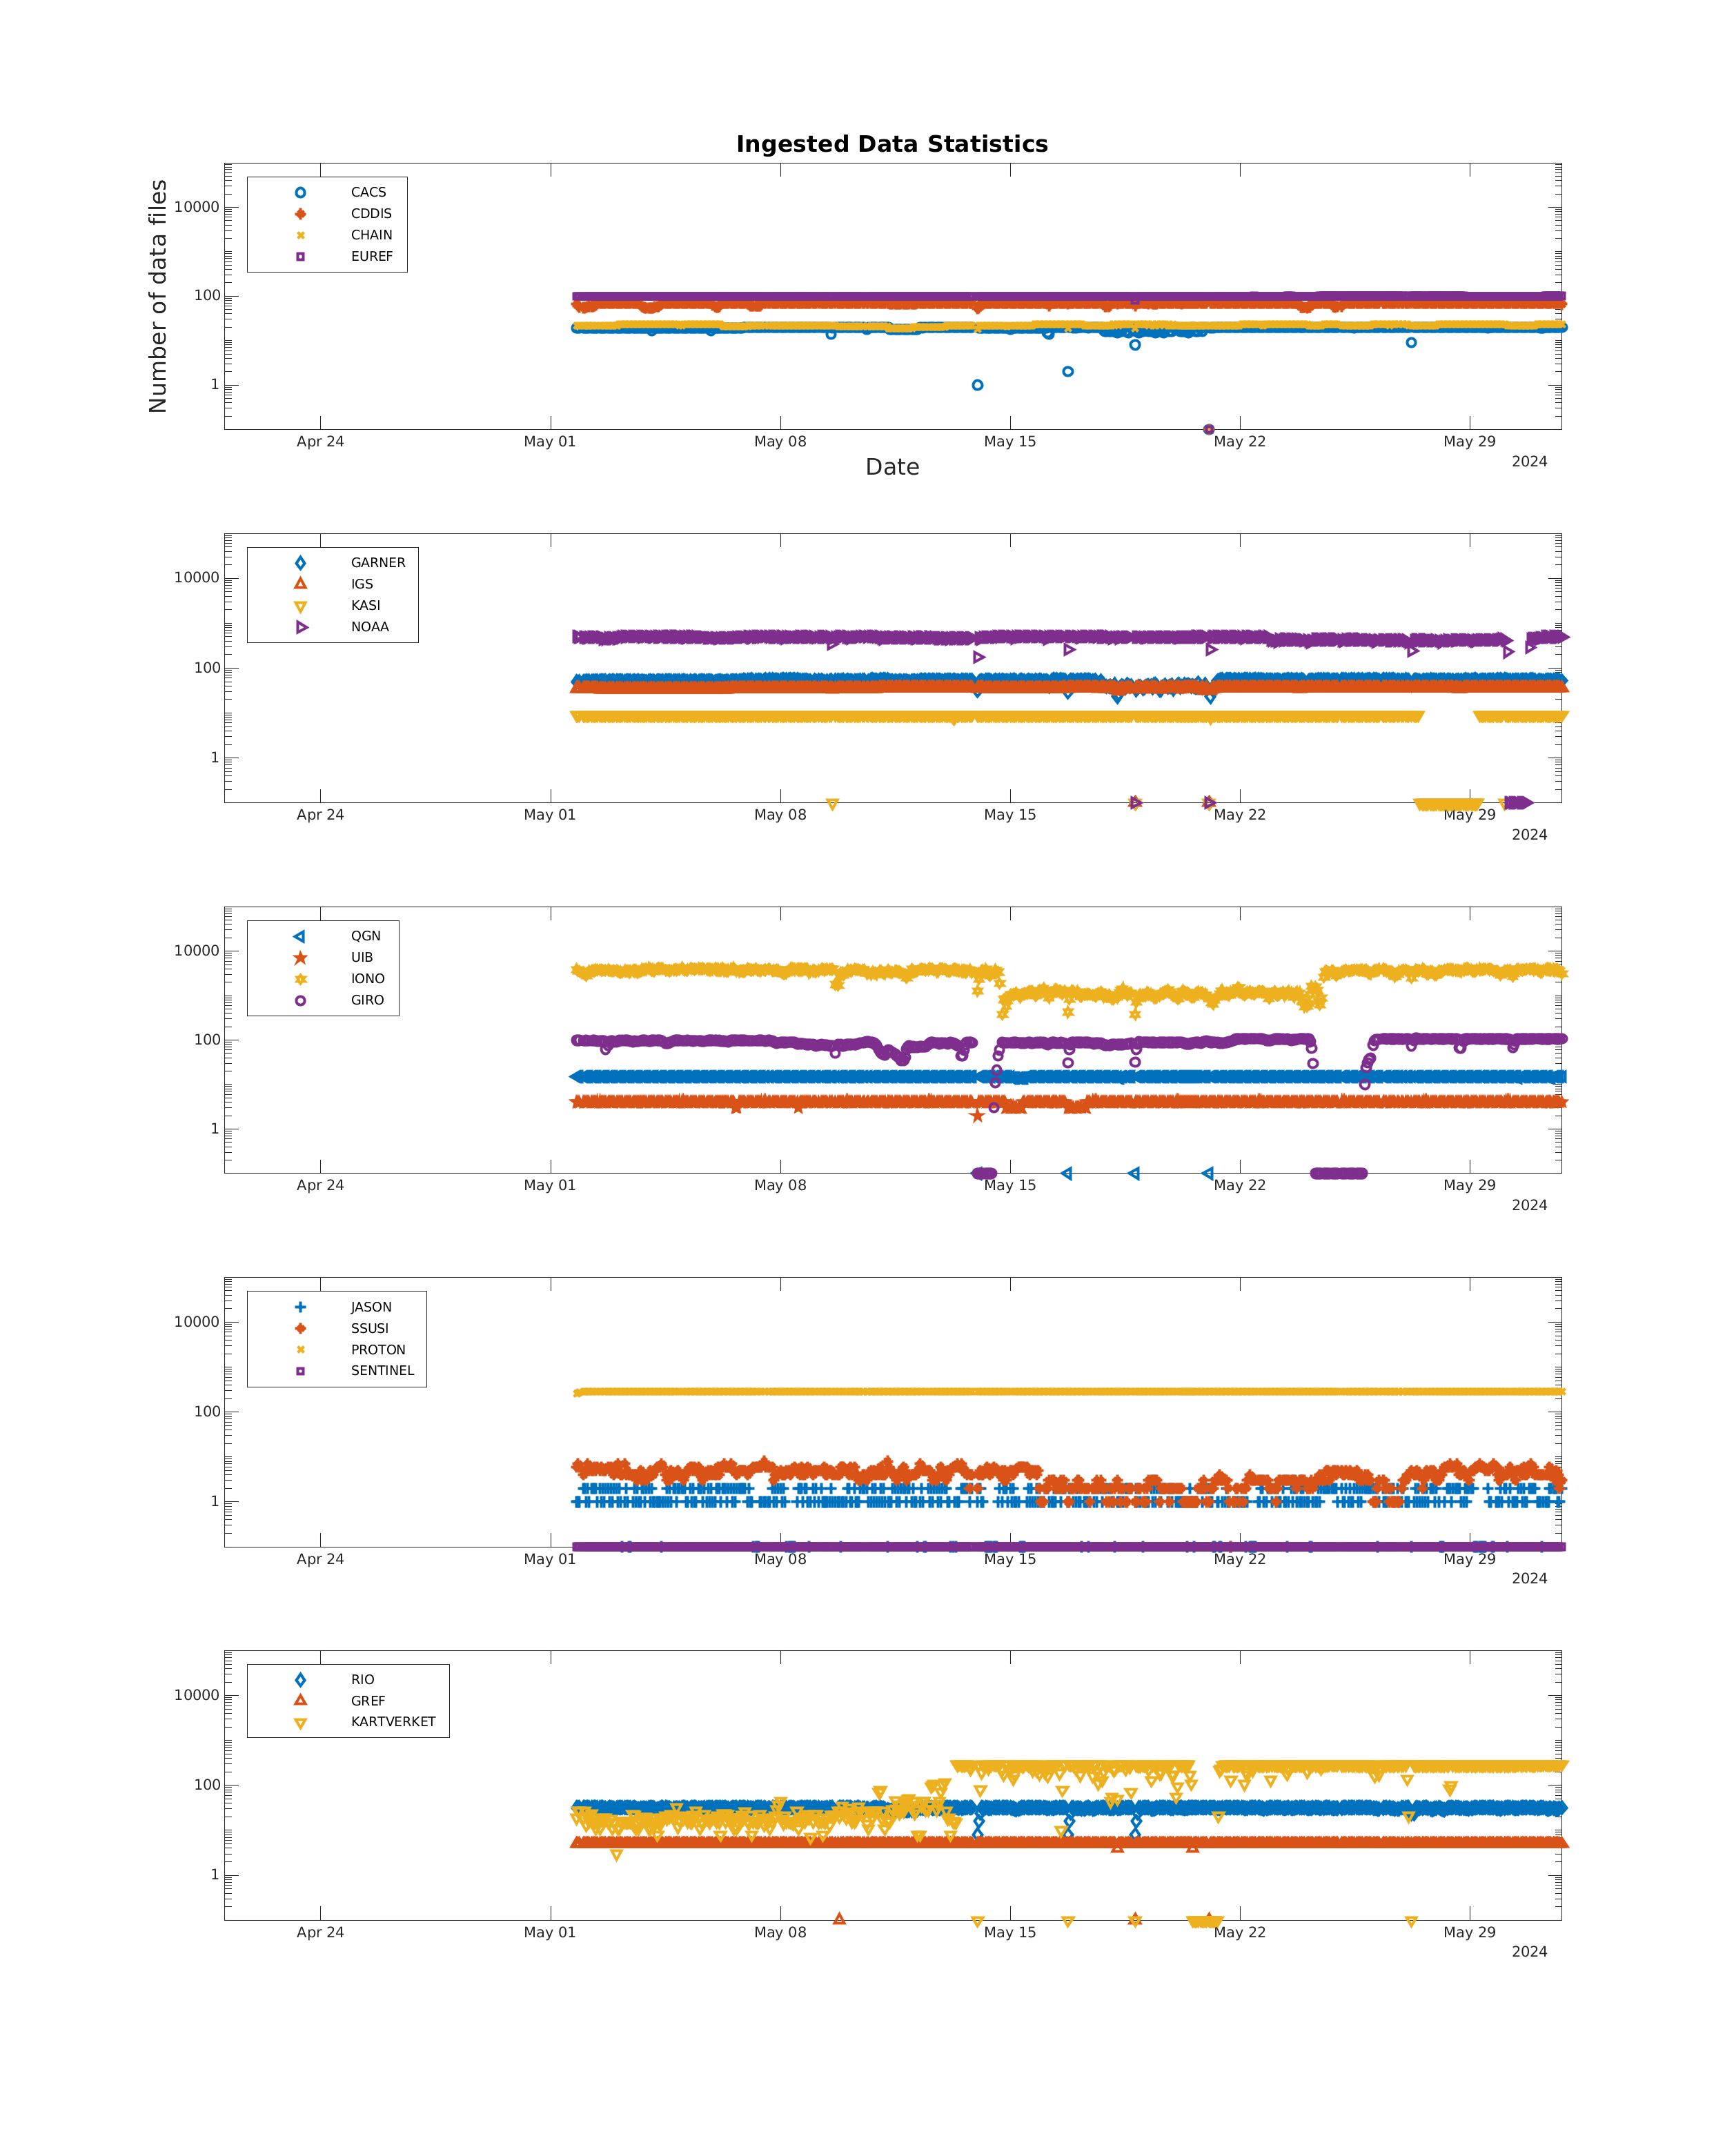 Ingested Data Statistics
Number of data files
10000
100
1
CACS
CDDIS
CHAIN
EUREF
Apr 24
May 01
May 08
May 15
May 22
May 29
2024
Date
10000
100
1
GARNER
IGS
KASI
NOAA
Apr 24
May 01
May 08
May 15
May 22
May 29
2024
10000
100
1
QGN
UIB
IONO
GIRO
Apr 24
May 01
May 08
May 15
May 22
May 29
2024
10000
100
1
JASON
SSUSI
PROTON
SENTINEL
Apr 24
May 01
May 08
May 15
May 22
May 29
2024
10000
100
1
RIO
GREF
KARTVERKET
Apr 24
May 01
May 08
May 15
May 22
May 29
2024